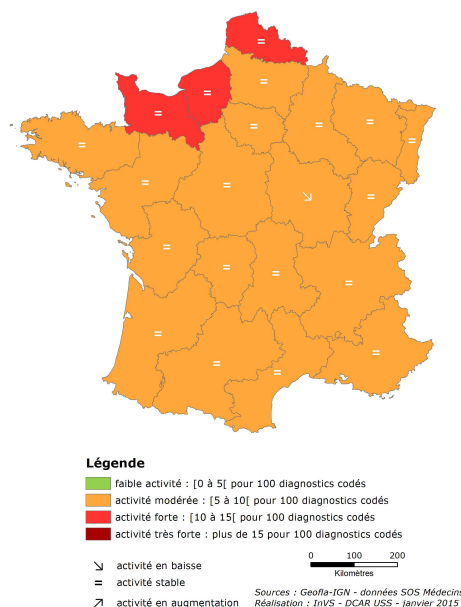 Légende
faible activité : [0 à 5[ pour 100 diagnostics codés
activité modérée : [5 à 10[ pour 100 diagnostics codés
activité forte : [10 à 15[ pour 100 diagnostics codés
activité très forte : plus de 15 pour 100 diagnostics codés
activité en baisse
= activité stable
activité en augmentation
0 100 200
Kilomètres
Sources : Geofla-IGN - données SOS Médecins
Réalisation : InVS - DCAR USS - janvier 2015